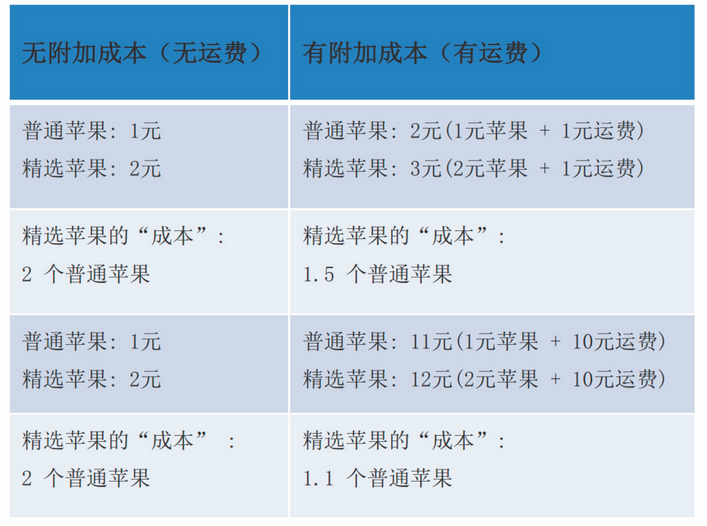 无附加成本（无运费）
有附加成本（有运费）
普通苹果: 1元
精选苹果: 2元
普通苹果: 2元(1元苹果 + 1元运费)
精选苹果: 3元(2元苹果 + 1元运费)
精选苹果的“成本”:
2 个普通苹果
精选苹果的“成本”:
1.5 个普通苹果
普通苹果: 1元
精选苹果: 2元
普通苹果: 11元(1元苹果 + 10元运费)
精选苹果: 12元(2元苹果 + 10元运费)
精选苹果的“成本” :
2 个普通苹果
精选苹果的“成本”:
1.1 个普通苹果